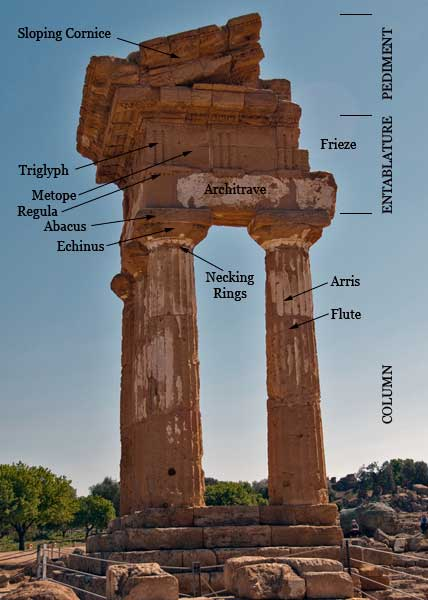 Sloping Cornice
PEDIMENT
ENTABLATURE
Frieze
Triglyph
Architrave
Metope
Regula
Abacus
Echinus
Necking
Rings
Arris
Flute
COLUMN